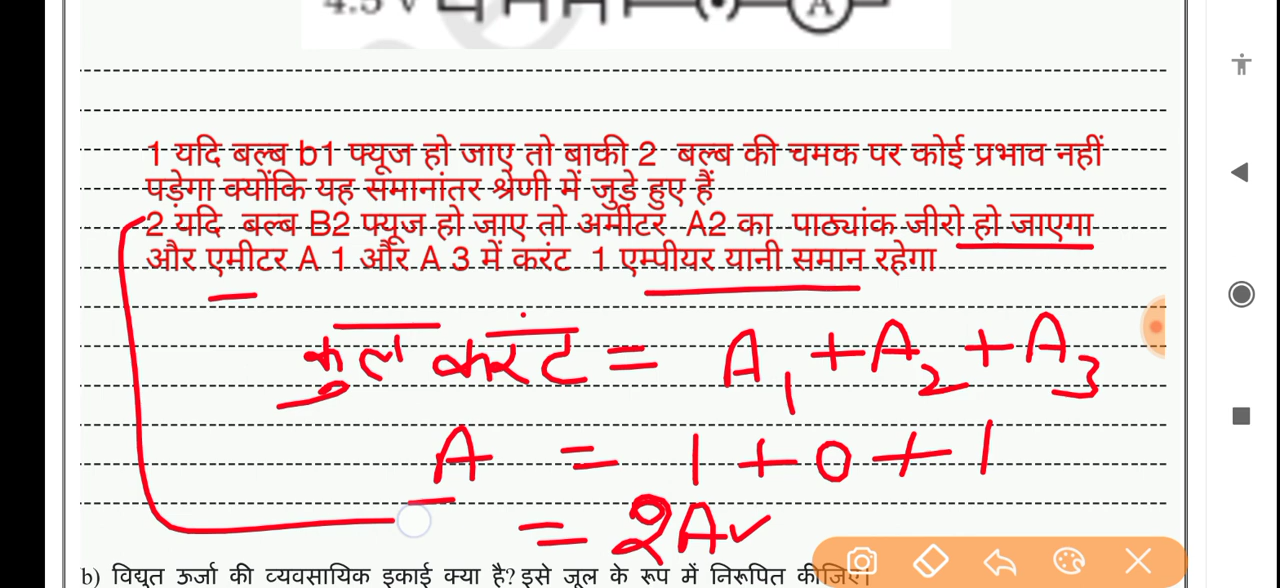 4.5 V A
1 यदि बल्ब b1 फ्यूज हो जाए तो बाकी 2 बल्ब की चमक पर कोई प्रभाव नहीं
पड़ेगा क्योंकि यह समानांतर श्रेणी में जुड़े हुए हैं
2 यदि बल्ब B2 फ्यूज हो जाए तो अमीटर A2 का पाठ्यांक जीरो हो जाएगा
और एमीटर A 1 और A 3 में करंट 1 एम्पीयर यानी समान रहेगा
कुल करंट = A1 + A2 + A3
A = 1 + 0 + 1
= 2A
b) विद्युत ऊर्जा की व्यवसायिक इकाई क्या है? इसे जूल के रूप में निरूपित कीजिए।